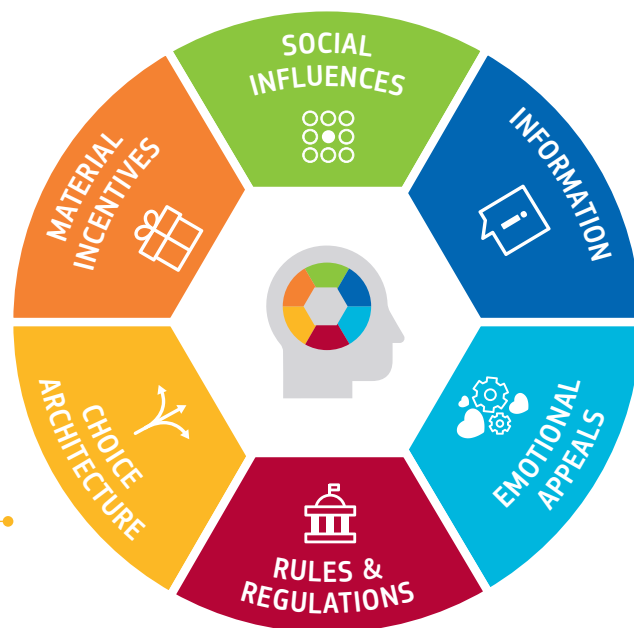 SOCIAL
INFLUENCES
INFORMATION
EMOTIONAL
APPEALS
RULES &
REGULATIONS
CHOICE
ARCHITECTURE
MATERIAL
INCENTIVES